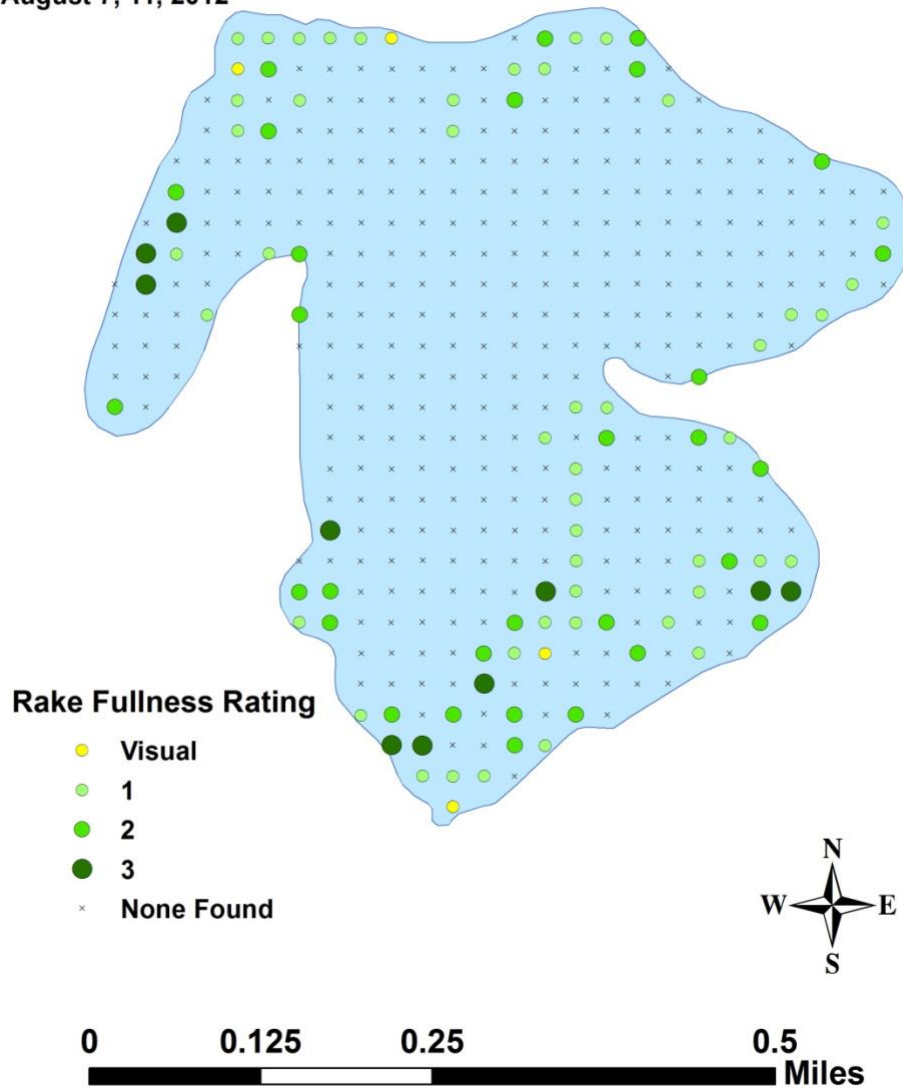 August 7, 11, 2012
Rake Fullness Rating
Visual
1
2
3
None Found
N
W E
S
0 0.125 0.25 0.5
Miles